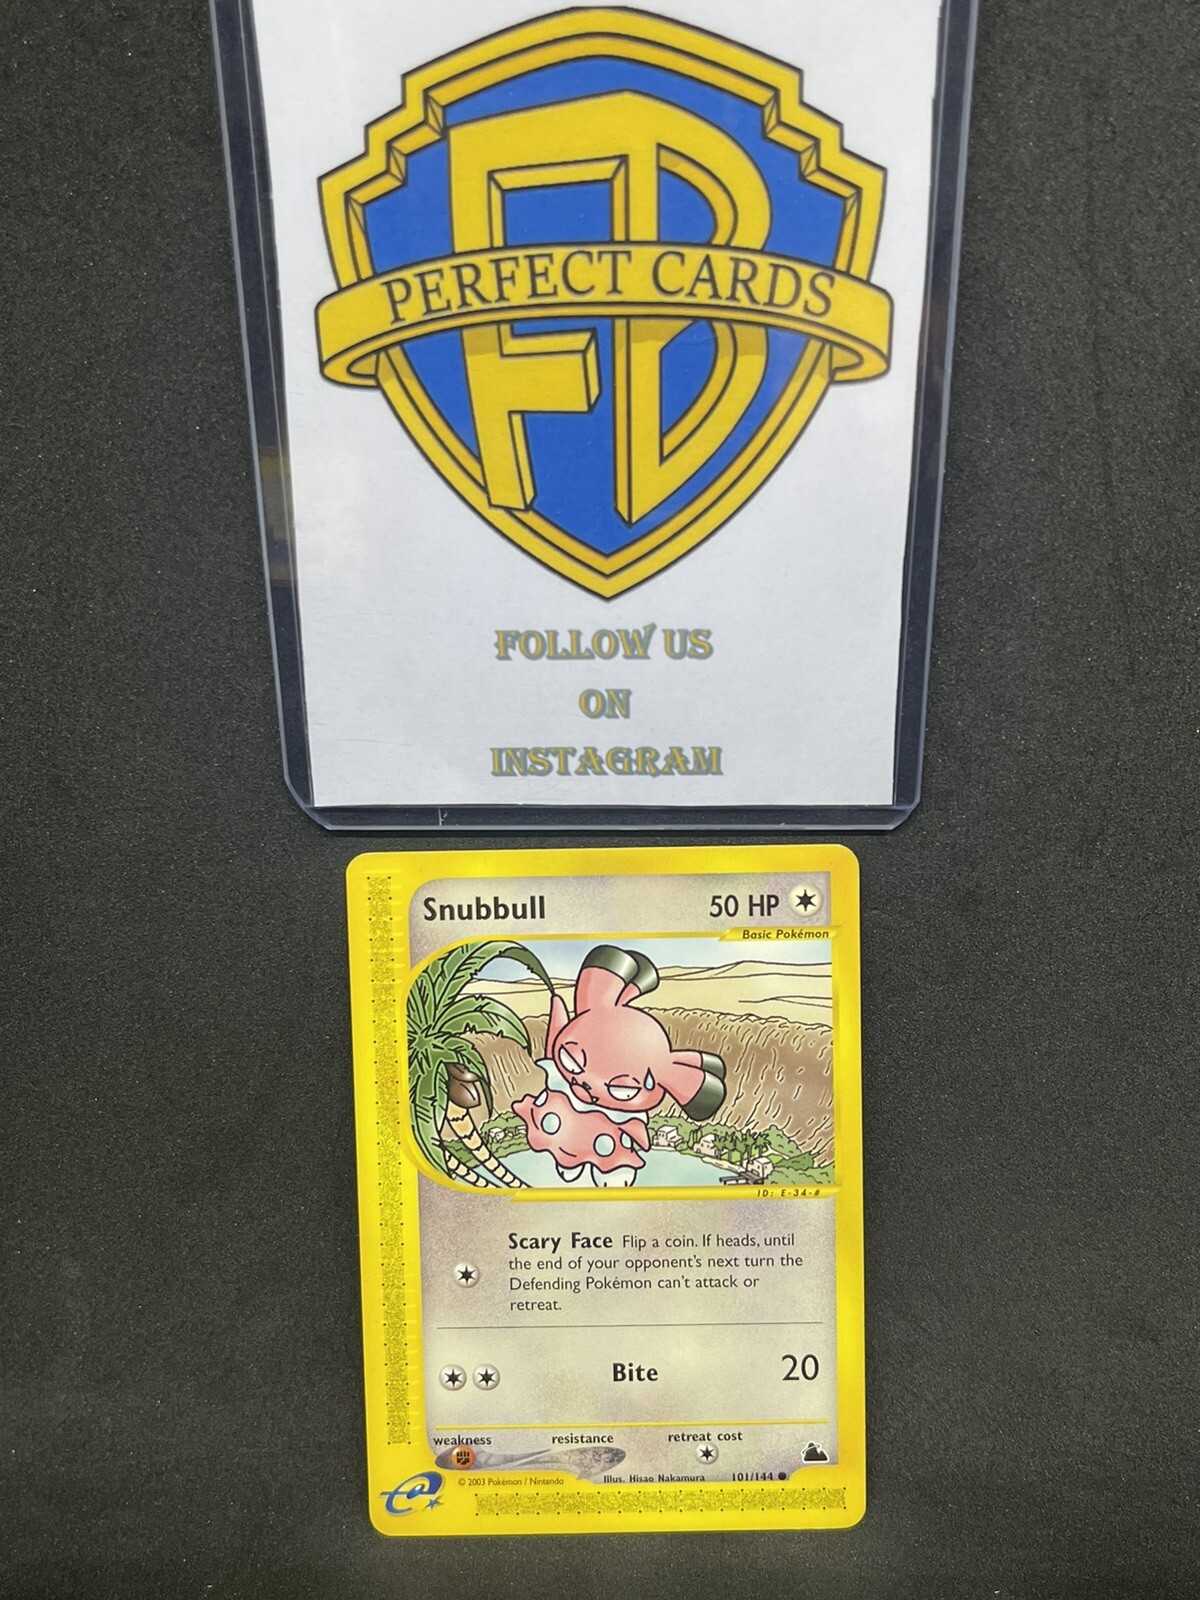 FB
PERFECT CARDS
FOLLOW US
ON
INSTAGRAM
Snubbull 50 HP
Basic Pokémon
ID: E-34-#
Scary Face Flip a coin. If heads, until
the end of your opponent's next turn the
Defending Pokémon can't attack or
retreat.
Bite 20
weakness resistance retreat cost
© 2003 Pokémon / Nintendo Illus. Hisao Nakamura 101/144
e